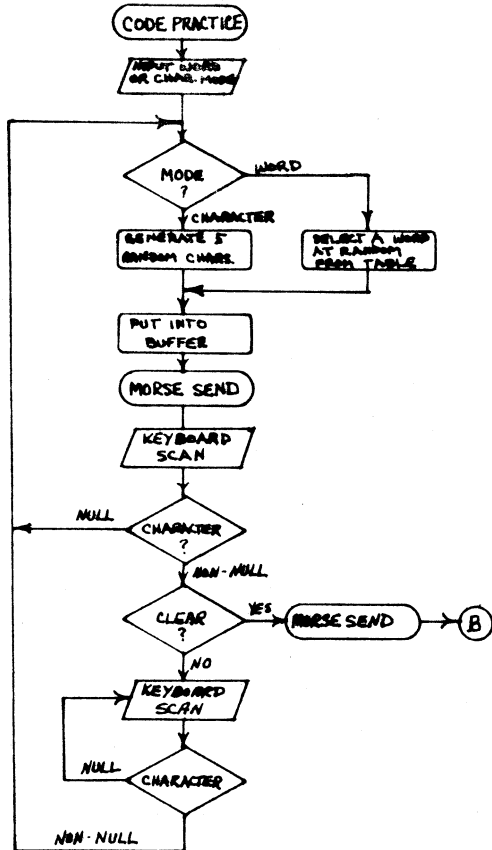 CODE PRACTICE
INPUT WORD
OR CHAR. MODE
MODE
?
WORD
CHARACTER
GENERATE 5
RANDOM CHARS.
SELECT A WORD
AT RANDOM
FROM TABLE
PUT INTO
BUFFER
MORSE SEND
KEYBOARD
SCAN
NULL
CHARACTER
?
NON-NULL
CLEAR
?
YES
MORSE SEND
B
NO
KEYBOARD
SCAN
NULL
CHARACTER
NON-NULL